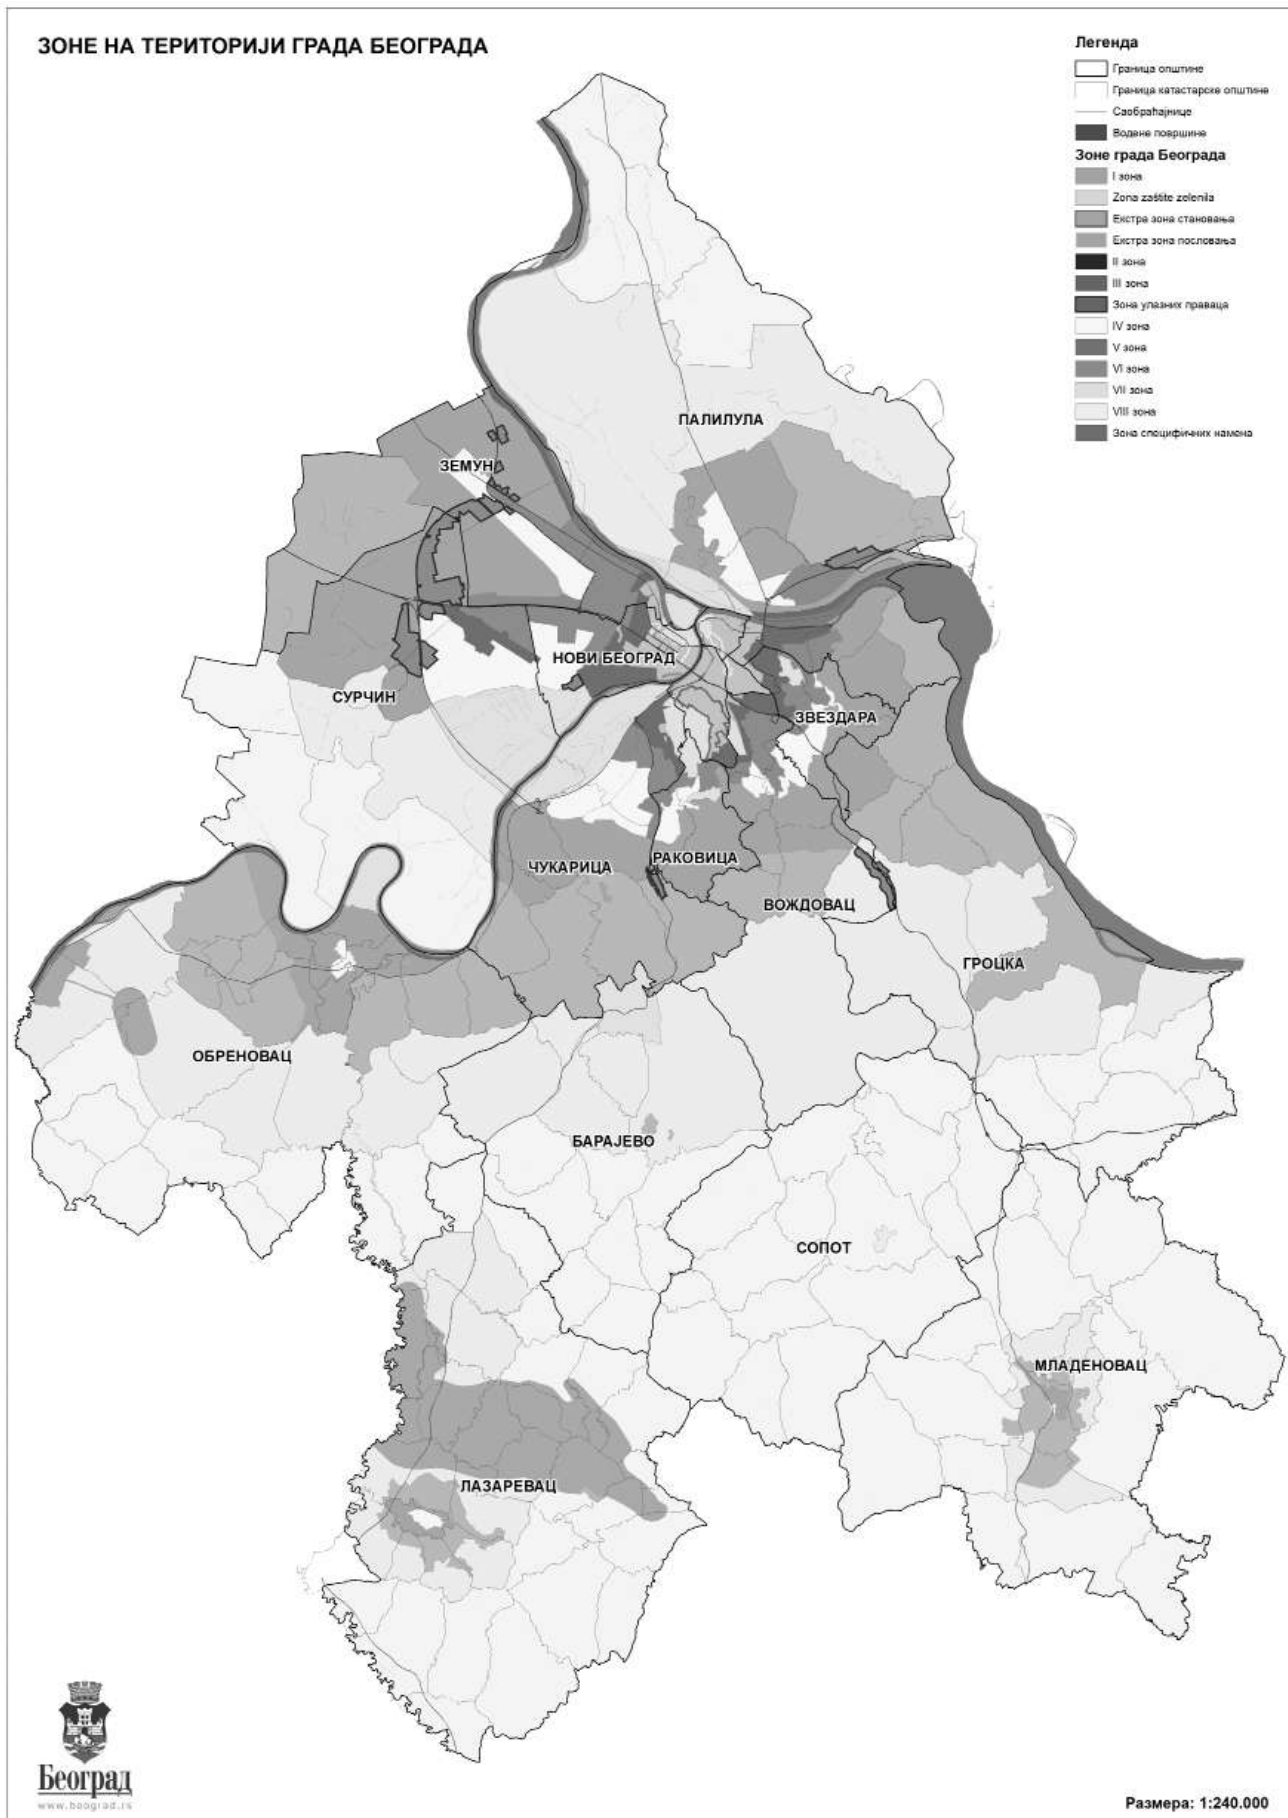 ЗОНЕ НА ТЕРИТОРИЈИ ГРАДА БЕОГРАДА
Легенда
Граница општине
Граница катастарске општине
Саобраћајнице
Водене површине
Зоне града Београда
I зона
Zona zaštite zelenila
Екстра зона становања
Екстра зона пословања
II зона
III зона
Зона улазних праваца
IV зона
V зона
VI зона
VII зона
VIII зона
Зона специфичних намена
ПАЛИЛУЛА
ЗЕМУН
НОВИ БЕОГРАД
СУРЧИН
ЗВЕЗДАРА
ЧУКАРИЦА
РАКОВИЦА
ВОЖДОВАЦ
ГРОЦКА
ОБРЕНОВАЦ
БАРАЈЕВО
СОПОТ
МЛАДЕНОВАЦ
ЛАЗАРЕВАЦ
Београд
www.beograd.rs
Размера: 1:240.000